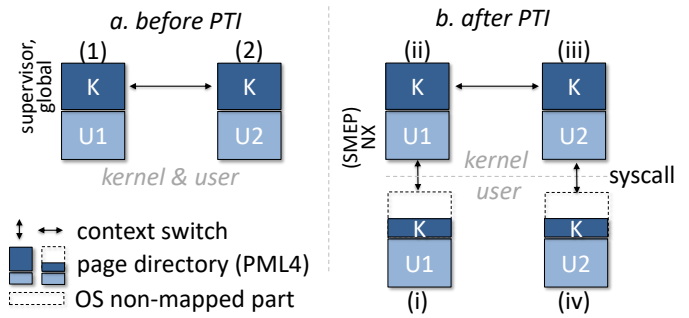 a. before PTI
(1)
(2)
supervisor,
global
K
K
U1
U2
kernel & user
context switch
page directory (PML4)
OS non-mapped part
b. after PTI
(ii)
(iii)
K
K
(SMEP)
NX
U1
U2
kernel
user
syscall
K
K
U1
U2
(i)
(iv)